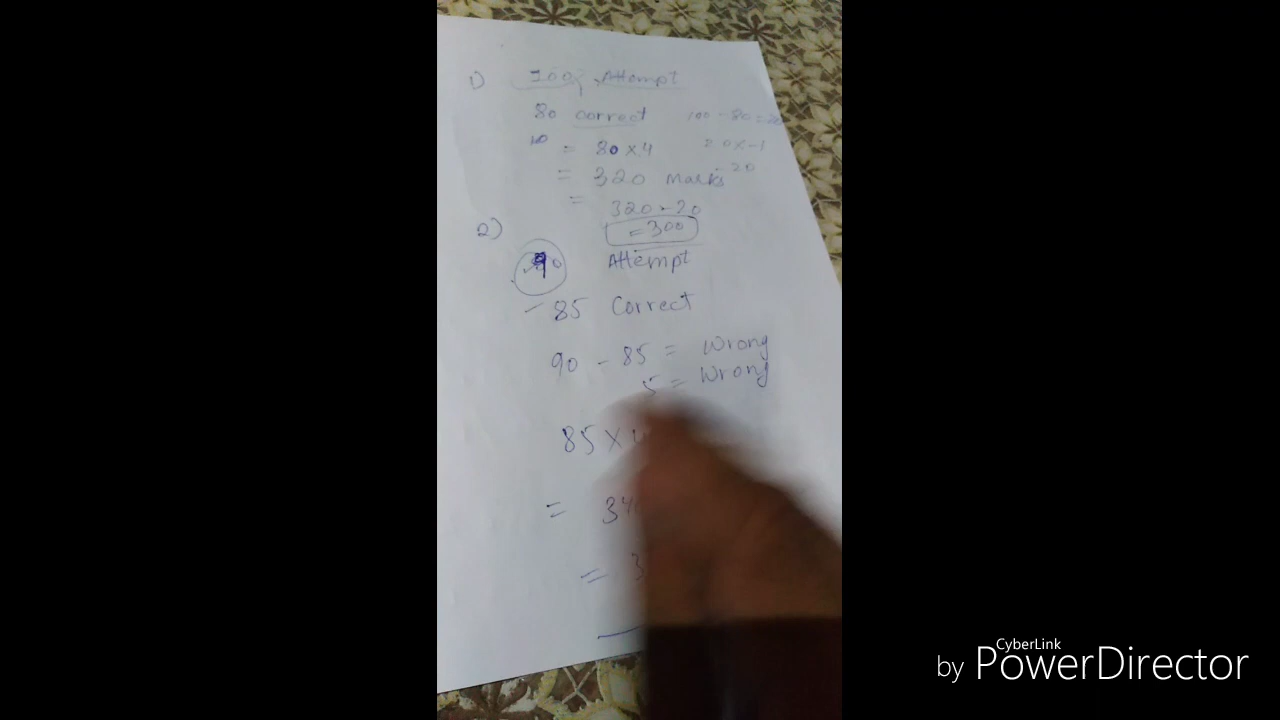 1) 100, Attempt
80 correct 100 - 80 = 20
= 80 x 4 20 x -1
= 320 Marks 20
= 320 - 20
= 300
2)
90 Attempt
- 85 Correct
90 - 85 = Wrong
5 = Wrong
85 x
= 34
= 3
CyberLink
by PowerDirector